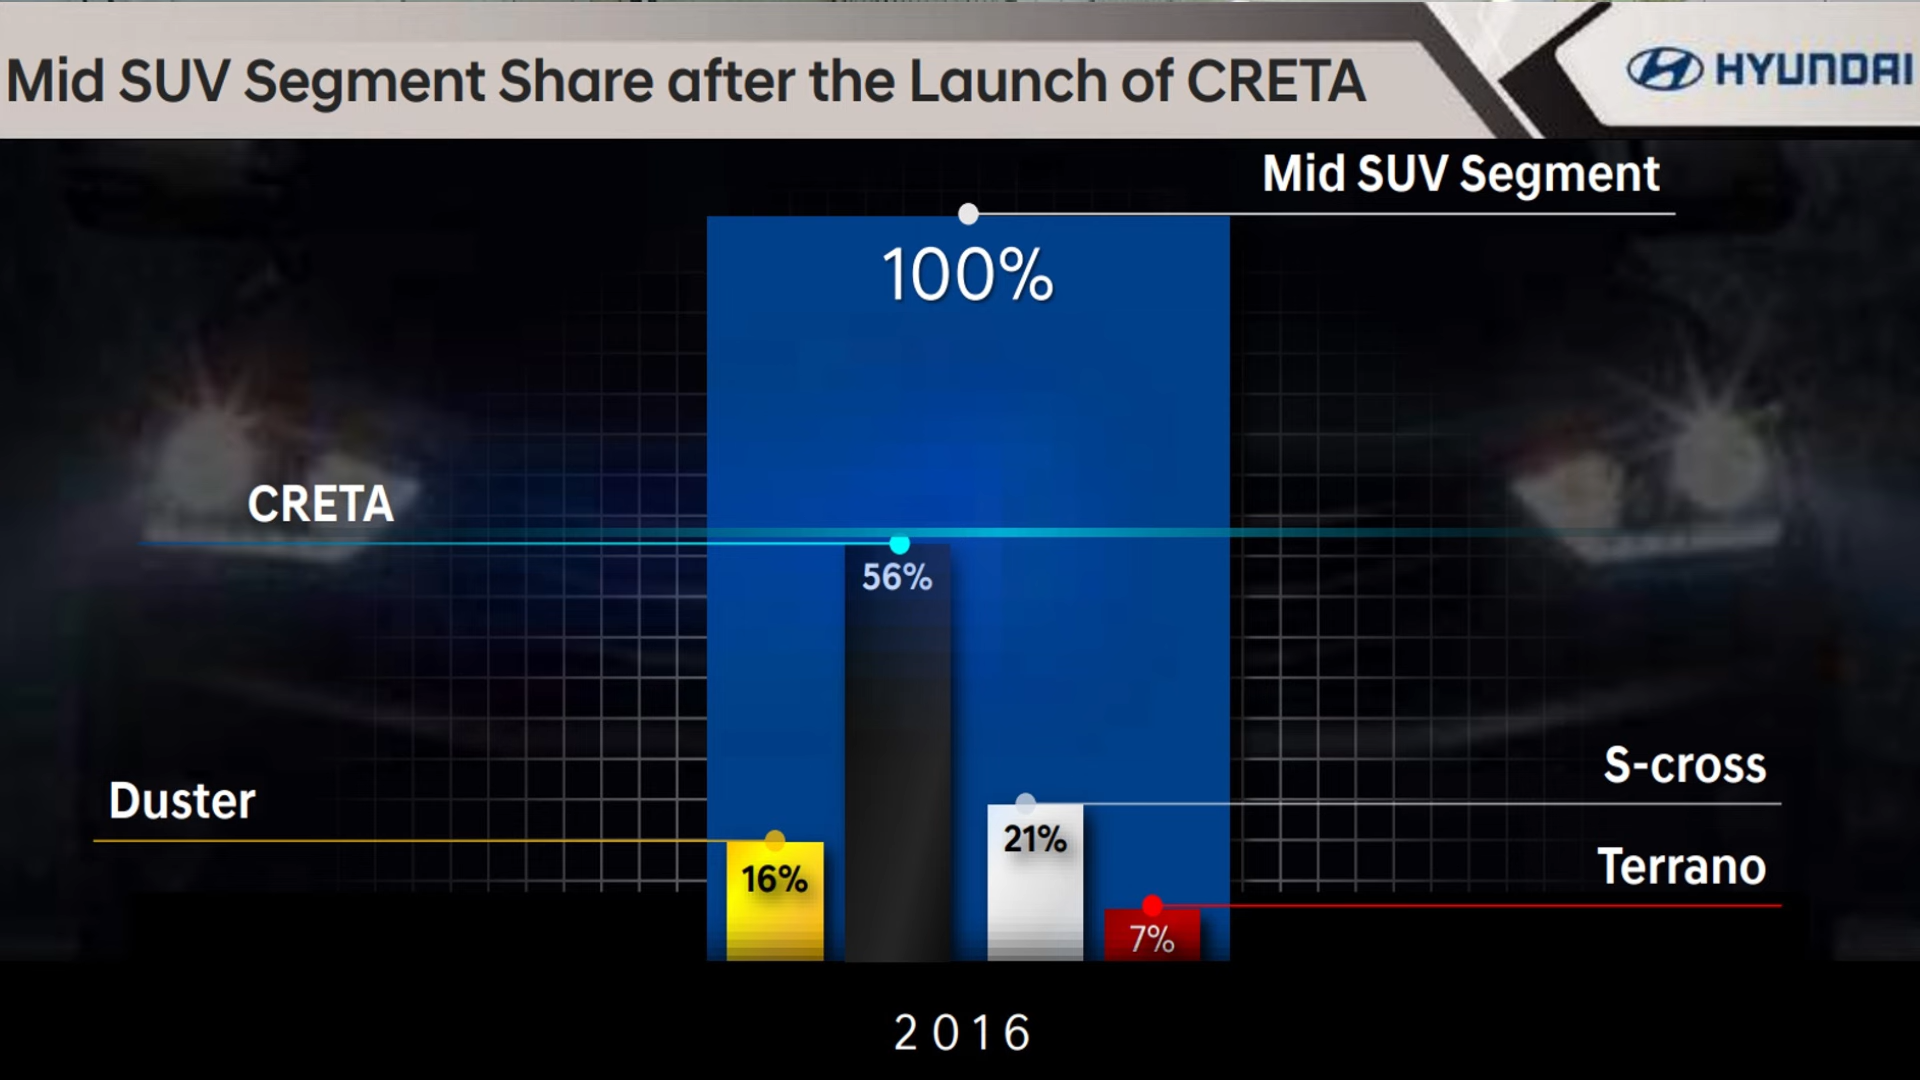 Mid SUV Segment Share after the Launch of CRETA
HYUNDAI
Mid SUV Segment
100%
CRETA
56%
Duster
16%
S-cross
21%
Terrano
7%
2016